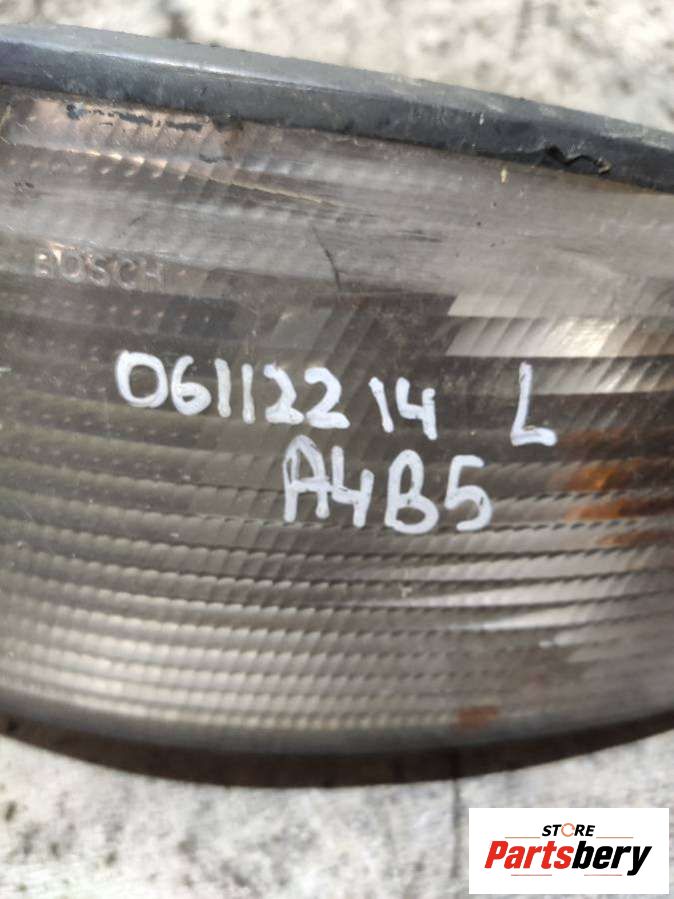 BOSCH
06112214 L
A4B5
STORE
Partsbery